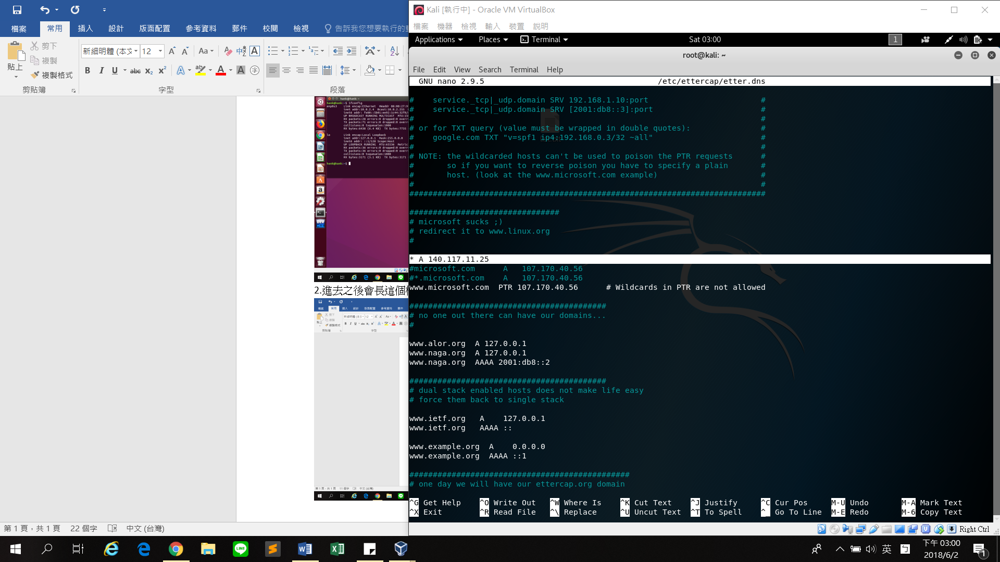 檔案 常用 插入 設計 版面配置 參考資料 郵件 校閱 檢視 告訴我您想要執行的動
貼上 剪下
複製
複製格式
新細明體 (本文 12
剪貼簿 字型 段落
hank@hank: ~
hank@hank:~$ ifconfig
2.進去之後會長這個
第 1 頁，共 1 頁 22 個字 中文 (台灣)
Kali [執行中] - Oracle VM VirtualBox
檔案 機器 檢視 輸入 裝置 說明
Applications Places Terminal Sat 03:00 1
root@kali: ~
File Edit View Search Terminal Help
GNU nano 2.9.5 /etc/ettercap/etter.dns
# service._tcp|_udp.domain SRV 192.168.1.10:port #
# service._tcp|_udp.domain SRV [2001:db8::3]:port #
# #
# or for TXT query (value must be wrapped in double quotes): #
# google.com TXT "v=spf1 ip4:192.168.0.3/32 ~all" #
# #
# NOTE: the wildcarded hosts can't be used to poison the PTR requests #
# so if you want to reverse poison you have to specify a plain #
# host. (look at the www.microsoft.com example) #
# #
############################################################################
################################
# microsoft sucks ;)
# redirect it to www.linux.org
#
* A 140.117.11.25
#microsoft.com A 107.170.40.56
#*.microsoft.com A 107.170.40.56
www.microsoft.com PTR 107.170.40.56 # Wildcards in PTR are not allowed
##########################################
# no one out there can have our domains...
#
www.alor.org A 127.0.0.1
www.naga.org A 127.0.0.1
www.naga.org AAAA 2001:db8::2
##########################################
# dual stack enabled hosts does not make life easy
# force them back to single stack
www.ietf.org A 127.0.0.1
www.ietf.org AAAA ::
www.example.org A 0.0.0.0
www.example.org AAAA ::1
###############################################
# one day we will have our ettercap.org domain
^G Get Help ^O Write Out ^W Where Is ^K Cut Text ^J Justify ^C Cur Pos M-U Undo M-A Mark Text
^X Exit ^R Read File ^\ Replace ^U Uncut Text ^T To Spell ^_ Go To Line M-E Redo M-6 Copy Text
Right Ctrl
英 下午 03:00
2018/6/2
1